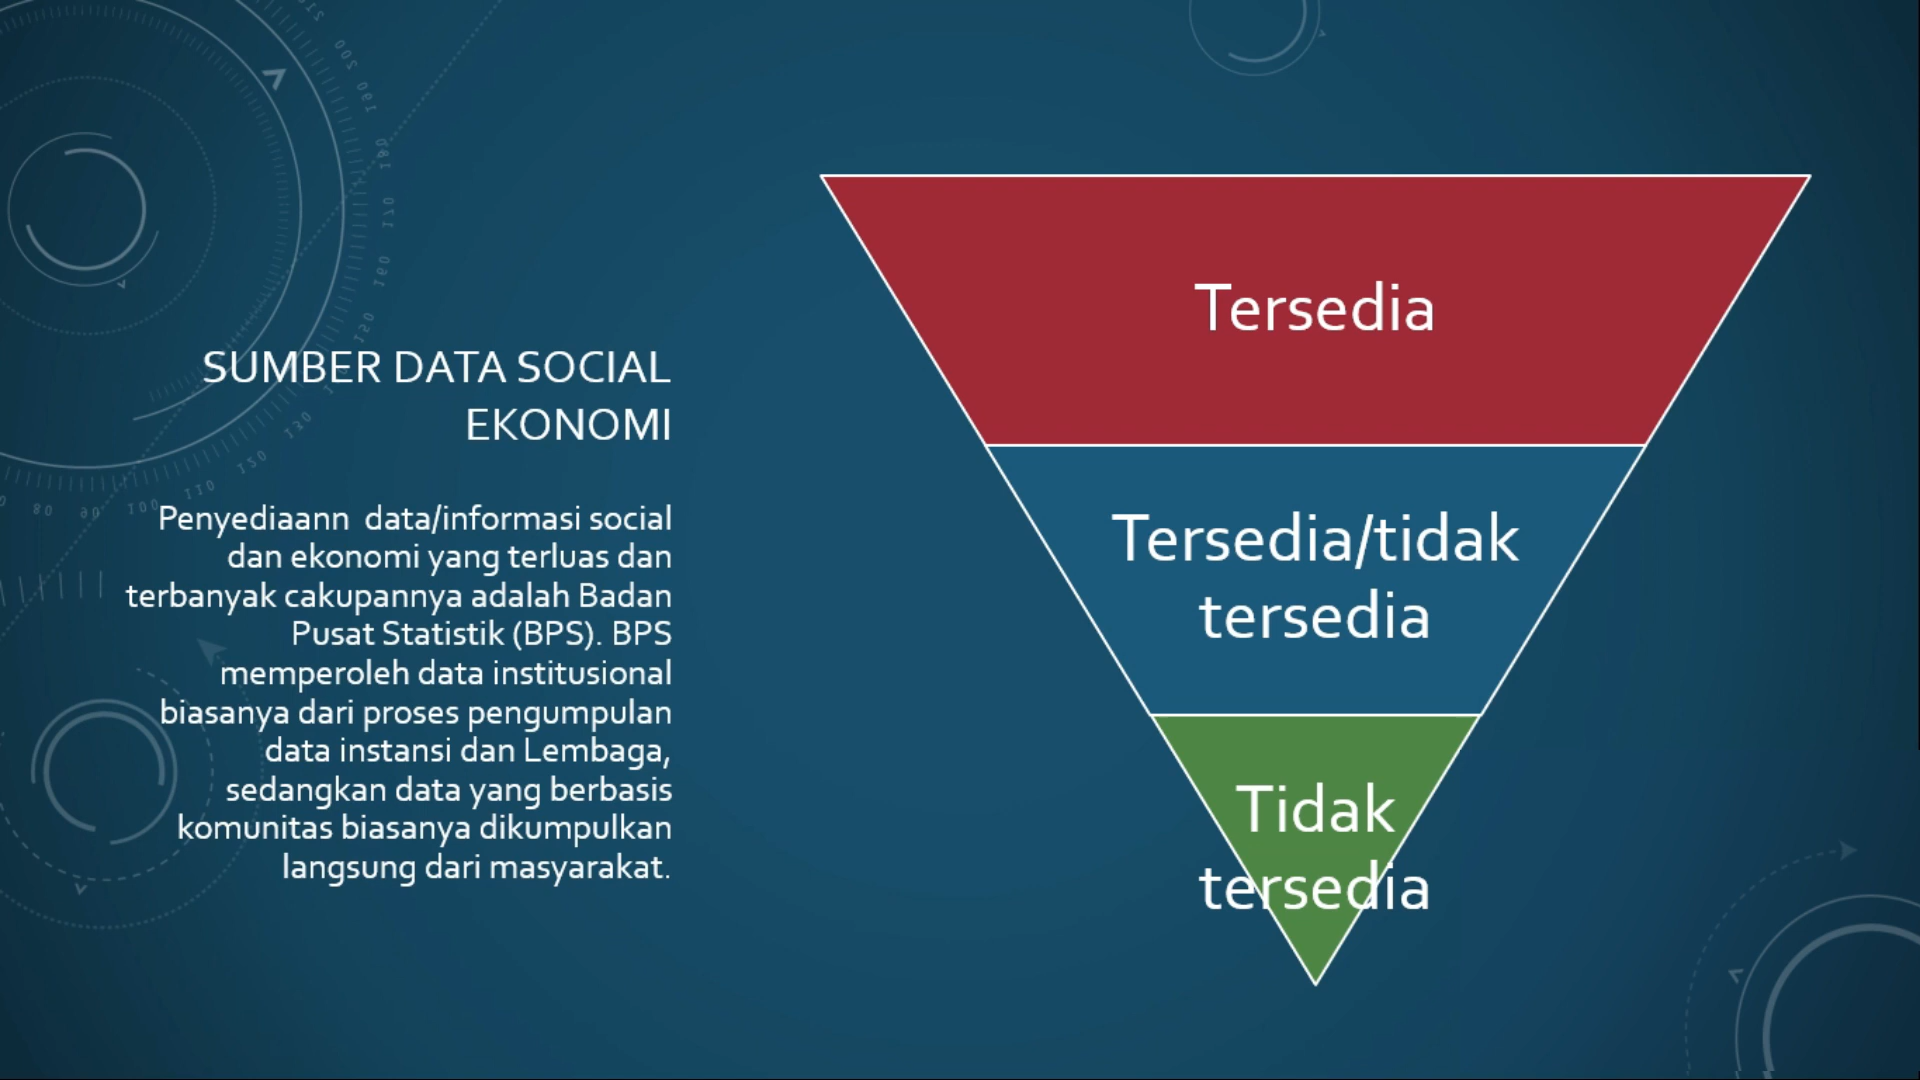 SUMBER DATA SOCIAL
EKONOMI
Penyediaann data/informasi social
dan ekonomi yang terluas dan
terbanyak cakupannya adalah Badan
Pusat Statistik (BPS). BPS
memperoleh data institusional
biasanya dari proses pengumpulan
data instansi dan Lembaga,
sedangkan data yang berbasis
komunitas biasanya dikumpulkan
langsung dari masyarakat.
Tersedia
Tersedia/tidak
tersedia
Tidak
tersedia